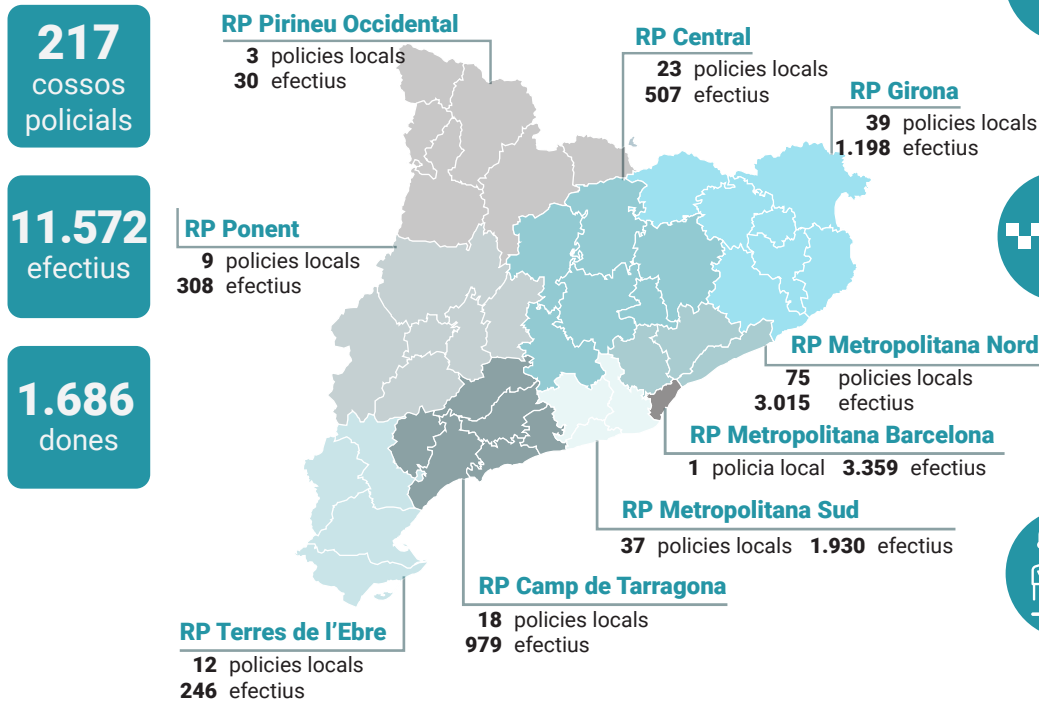 217
cossos
policials
11.572
efectius
1.686
dones
RP Pirineu Occidental
3 policies locals
30 efectius
RP Central
23 policies locals
507 efectius
RP Girona
39 policies locals
1.198 efectius
RP Ponent
9 policies locals
308 efectius
RP Metropolitana Nord
75 policies locals
3.015 efectius
RP Metropolitana Barcelona
1 policia local 3.359 efectius
RP Metropolitana Sud
37 policies locals 1.930 efectius
RP Camp de Tarragona
18 policies locals
979 efectius
RP Terres de l'Ebre
12 policies locals
246 efectius